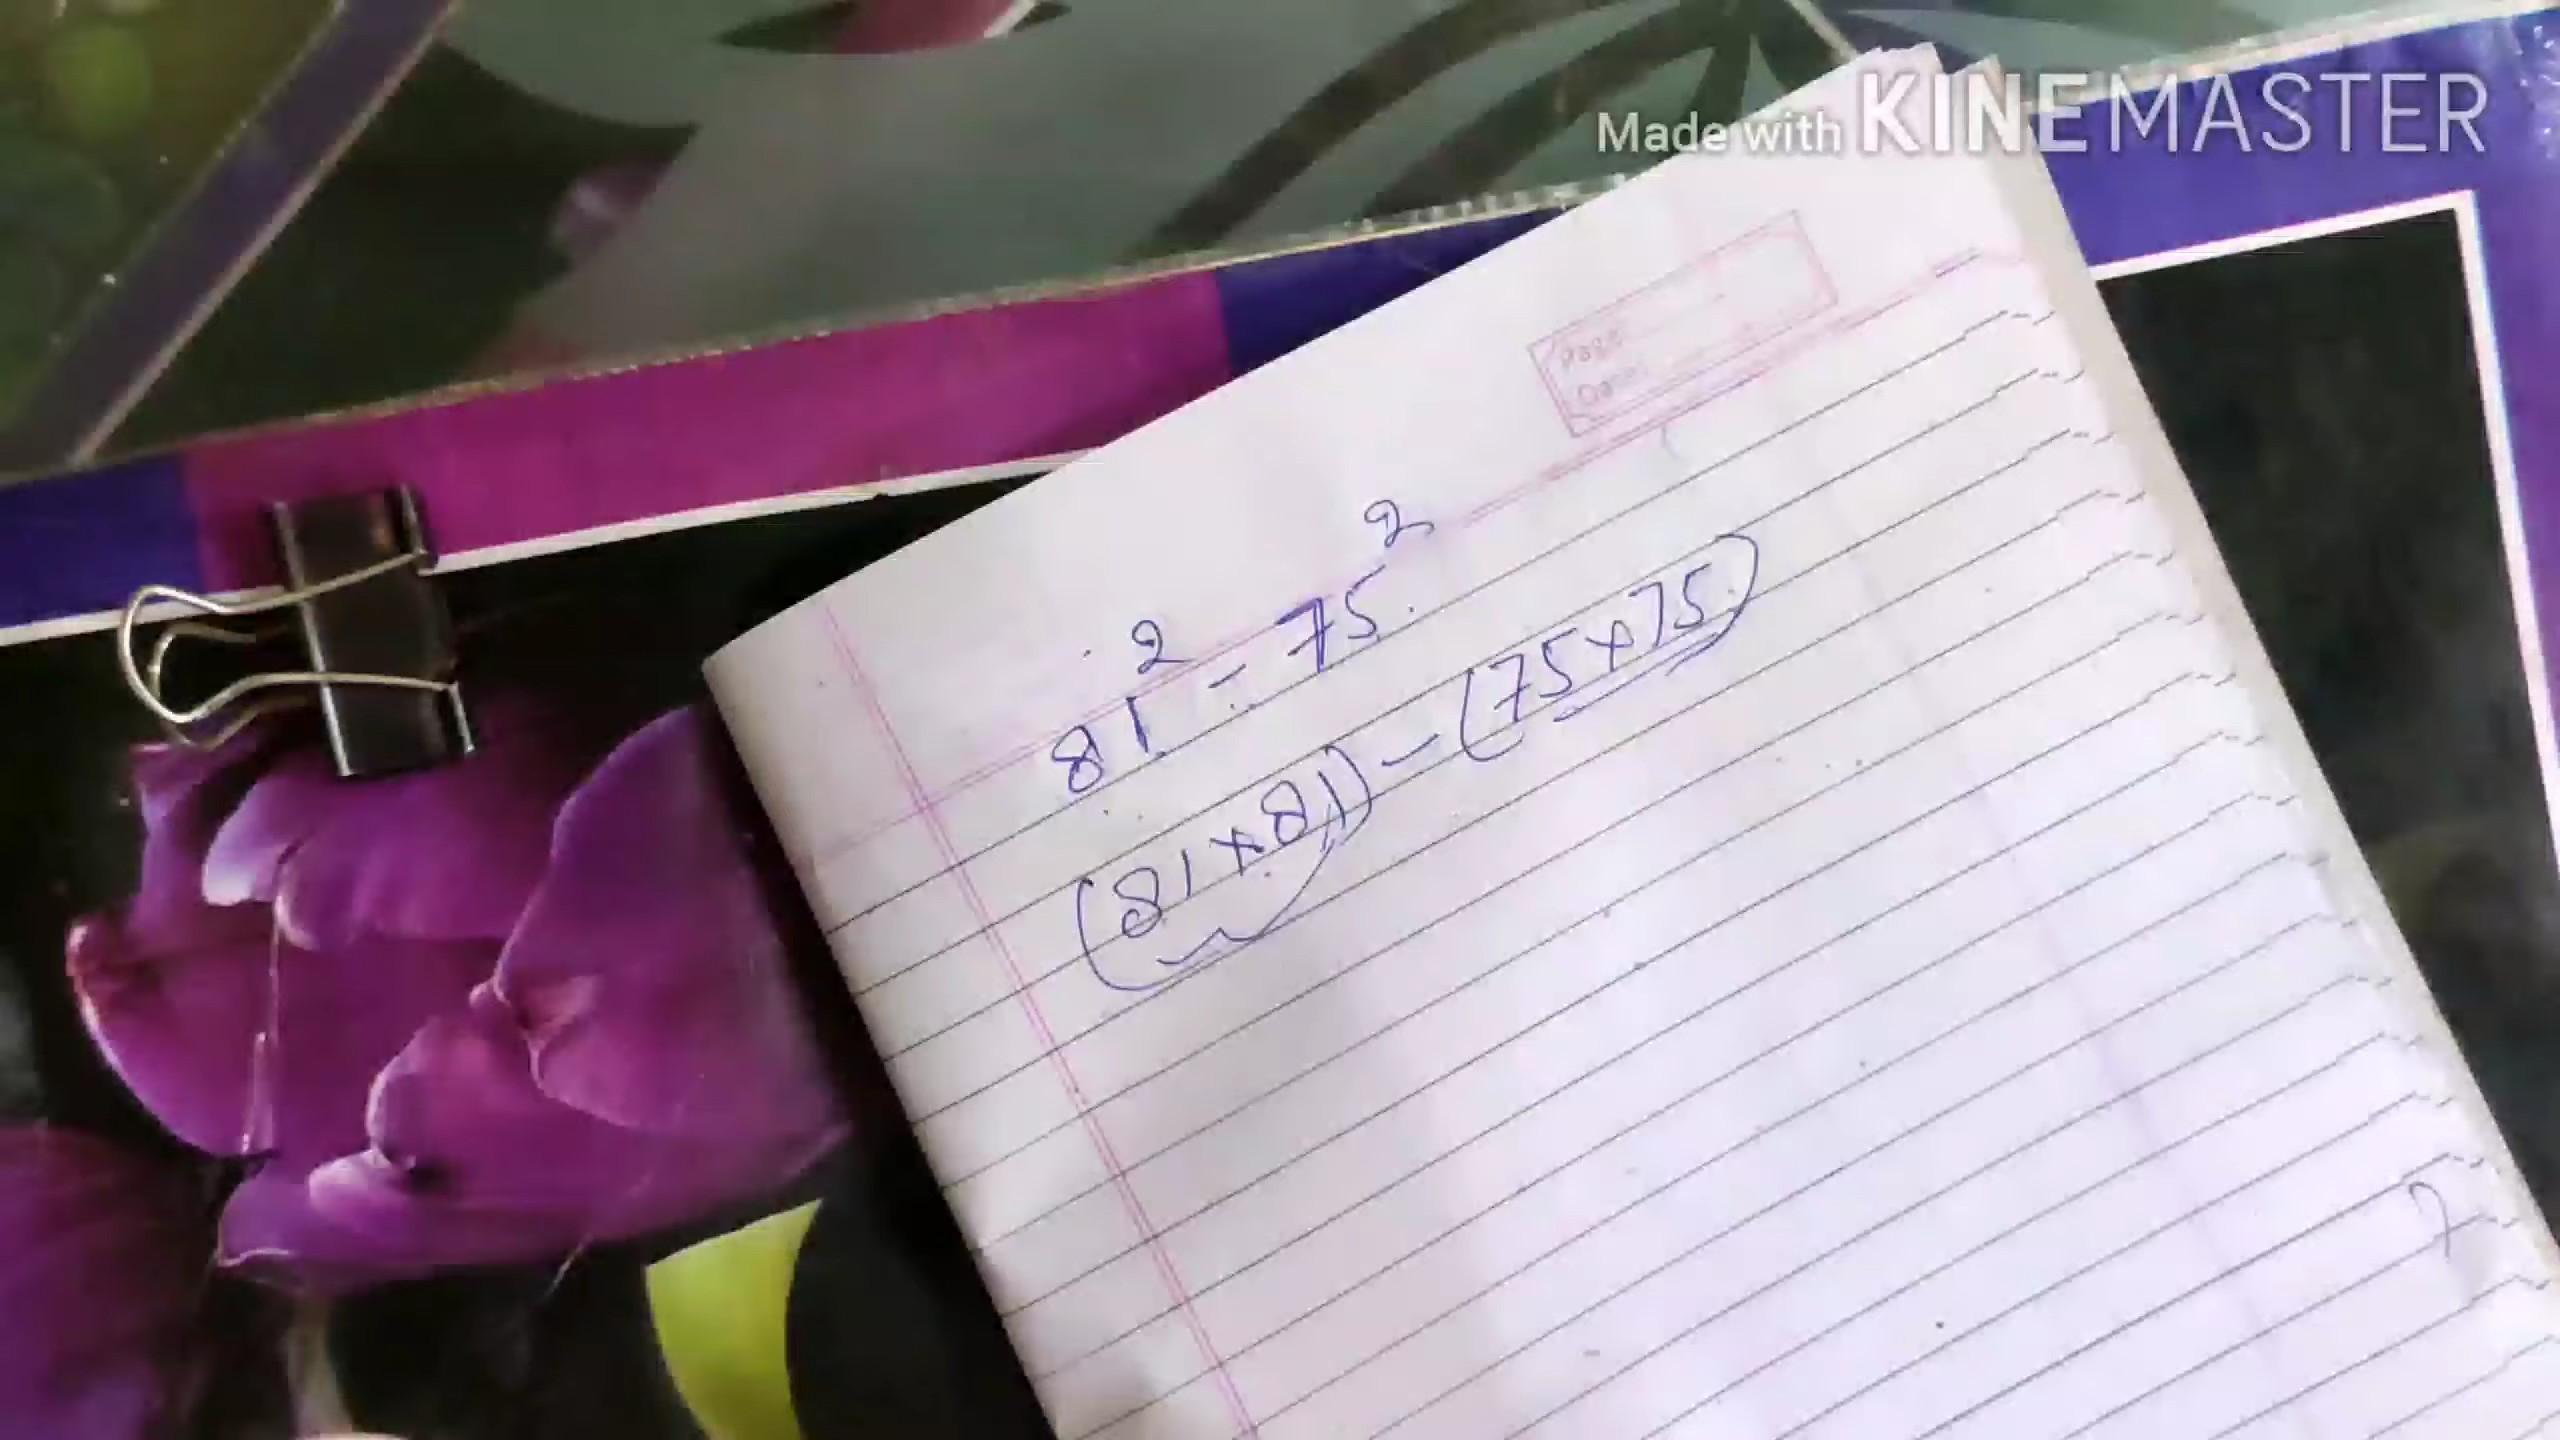 Made with KINEMASTER
Page:
Date:
81² - 75²
(81×81) - (75×75)